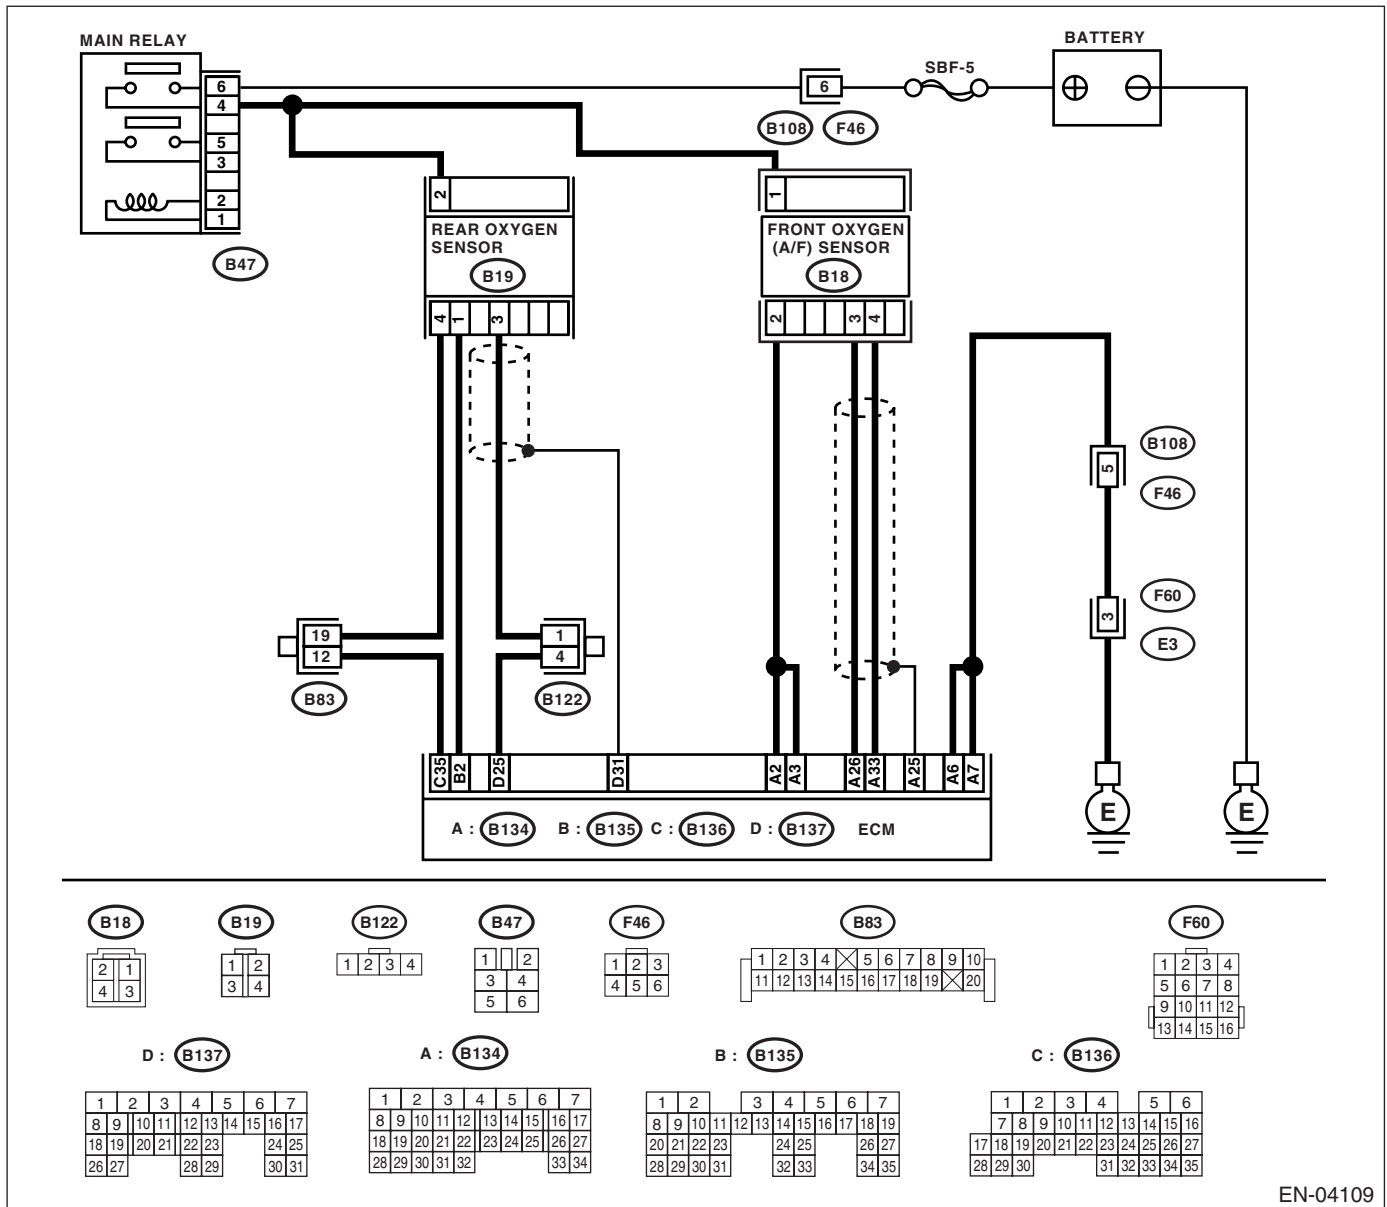 MAIN RELAY
BATTERY
SBF-5
6
4
5
3
2
1
6
B108 F46
B47
2
REAR OXYGEN
SENSOR
B19
4 1 3
1
FRONT OXYGEN
(A/F) SENSOR
B18
2 3 4
B108
5
F46
F60
3
E3
19
12
B83
1
4
B122
C35 B2 D25 D31 A2 A3 A26 A33 A25 A6 A7
A : B134 B : B135 C : B136 D : B137 ECM
E E
B18 B19 B122 B47 F46 B83 F60
2 1
4 3
1 2
3 4
1 2 3 4
1 2
3 4
5 6
1 2 3
4 5 6
1 2 3 4 5 6 7 8 9 10
11 12 13 14 15 16 17 18 19 20
1 2 3 4
5 6 7 8
9 10 11 12
13 14 15 16
D : B137 A : B134 B : B135 C : B136
1 2 3 4 5 6 7
8 9 10 11 12 13 14 15 16 17
18 19 20 21 22 23 24 25
26 27 28 29 30 31
1 2 3 4 5 6 7
8 9 10 11 12 13 14 15 16 17
18 19 20 21 22 23 24 25 26 27
28 29 30 31 32 33 34
1 2 3 4 5 6 7
8 9 10 11 12 13 14 15 16 17 18 19
20 21 22 23 24 25 26 27
28 29 30 31 32 33 34 35
1 2 3 4 5 6
7 8 9 10 11 12 13 14 15 16
17 18 19 20 21 22 23 24 25 26 27
28 29 30 31 32 33 34 35
EN-04109